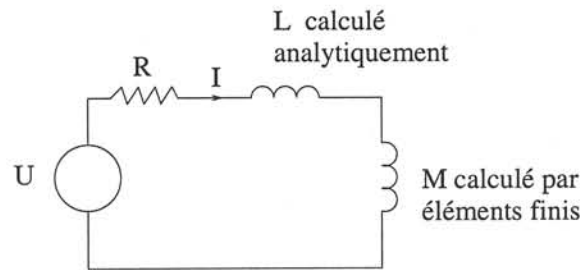 L calculé
analytiquement
R
I
U
M calculé par
éléments finis